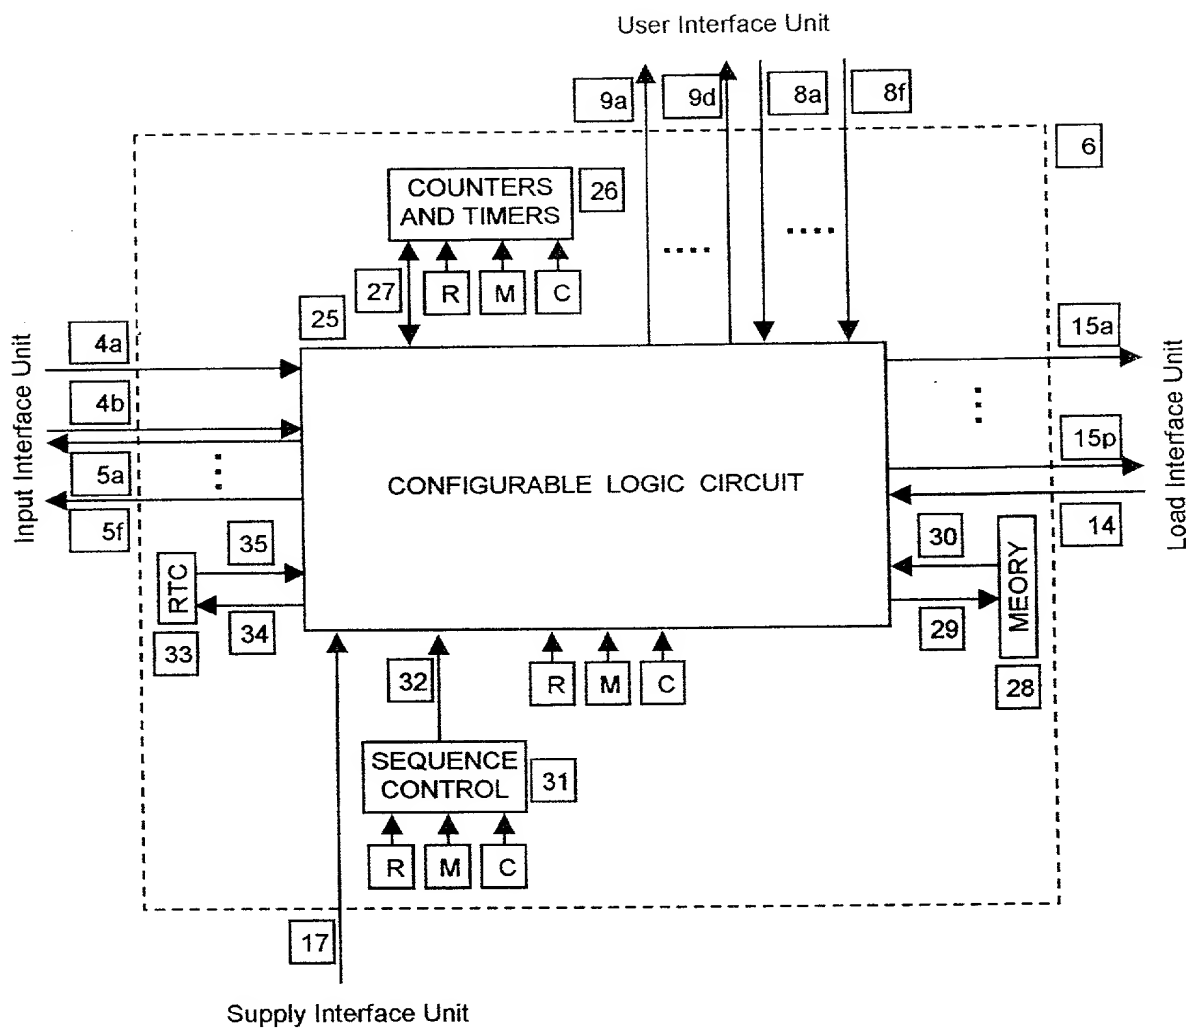 User Interface Unit
9a
9d
8a
8f
6
COUNTERS
AND TIMERS
26
27
R
M
C
25
Input Interface Unit
4a
4b
5a
5f
15a
15p
14
Load Interface Unit
CONFIGURABLE LOGIC CIRCUIT
35
RTC
34
33
30
MEORY
29
28
32
R
M
C
SEQUENCE
CONTROL
31
R
M
C
17
Supply Interface Unit